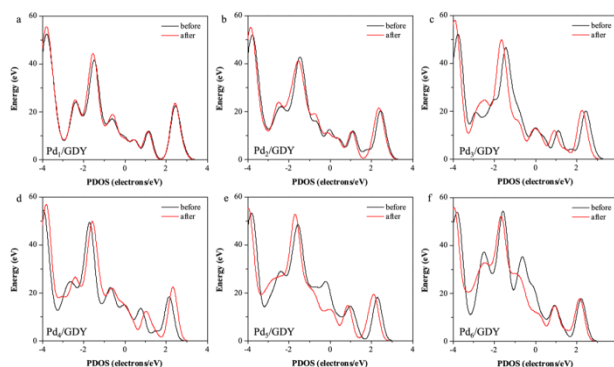 a
before
after
Energy (eV)
60
40
20
0
Pd₁/GDY
-4 -2 0 2 4
PDOS (electrons/eV)
b
before
after
Energy (eV)
60
40
20
0
Pd₂/GDY
-4 -2 0 2 4
PDOS (electrons/eV)
c
before
after
Energy (eV)
60
40
20
0
Pd₃/GDY
-4 -2 0 2
PDOS (electrons/eV)
d
before
after
Energy (eV)
60
40
20
0
Pd₄/GDY
-4 -2 0 2 4
PDOS (electrons/eV)
e
before
after
Energy (eV)
60
40
20
0
Pd₅/GDY
-4 -2 0 2 4
PDOS (electrons/eV)
f
before
after
Energy (eV)
60
40
20
0
Pd₆/GDY
-4 -2 0 2
PDOS (electrons/eV)